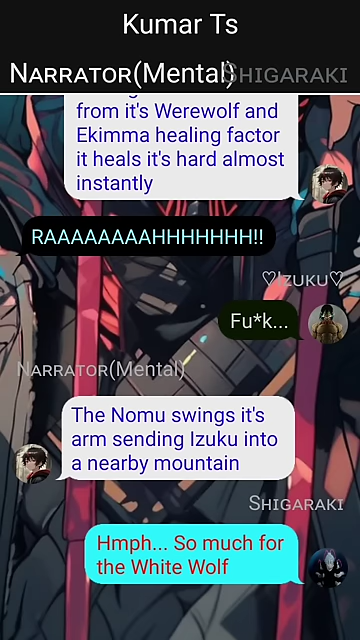 Kumar Ts
Narrator(Mental)
Shigaraki
from it's Werewolf and
Ekimma healing factor
it heals it's hard almost
instantly
RAAAAAAAAHHHHHHH!!
♡Izuku♡
Fu*k...
Narrator(Mental)
The Nomu swings it's
arm sending Izuku into
a nearby mountain
Shigaraki
Hmph... So much for
the White Wolf